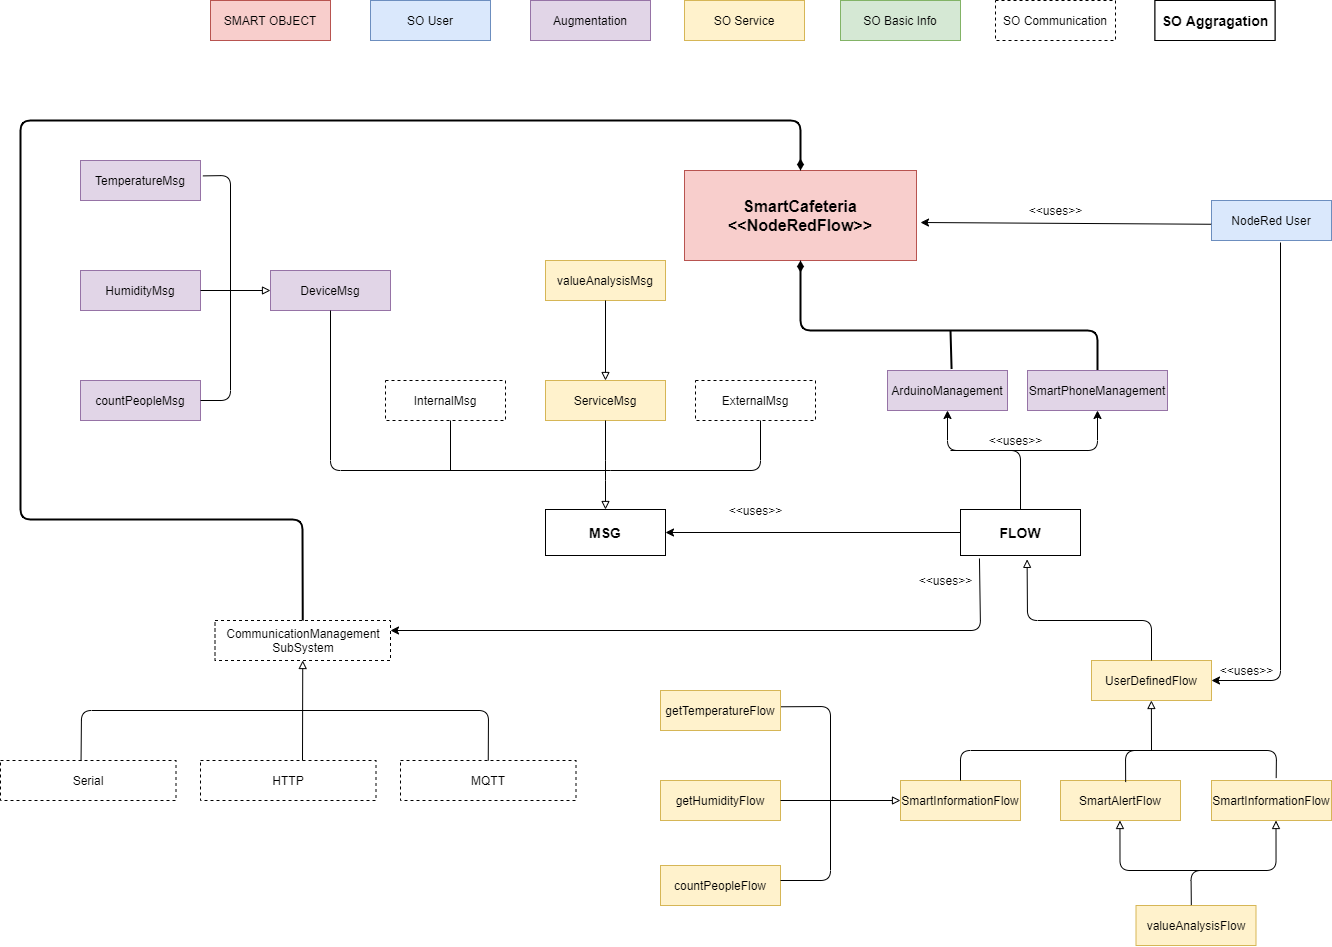 SMART OBJECT
SO User
Augmentation
SO Service
SO Basic Info
SO Communication
SO Aggragation
TemperatureMsg
SmartCafeteria
<<NodeRedFlow>>
<<uses>>
NodeRed User
HumidityMsg
DeviceMsg
valueAnalysisMsg
countPeopleMsg
InternalMsg
ServiceMsg
ExternalMsg
ArduinoManagement
SmartPhoneManagement
<<uses>>
<<uses>>
MSG
FLOW
<<uses>>
CommunicationManagement
SubSystem
<<uses>>
UserDefinedFlow
getTemperatureFlow
Serial
HTTP
MQTT
getHumidityFlow
SmartInformationFlow
SmartAlertFlow
SmartInformationFlow
countPeopleFlow
valueAnalysisFlow